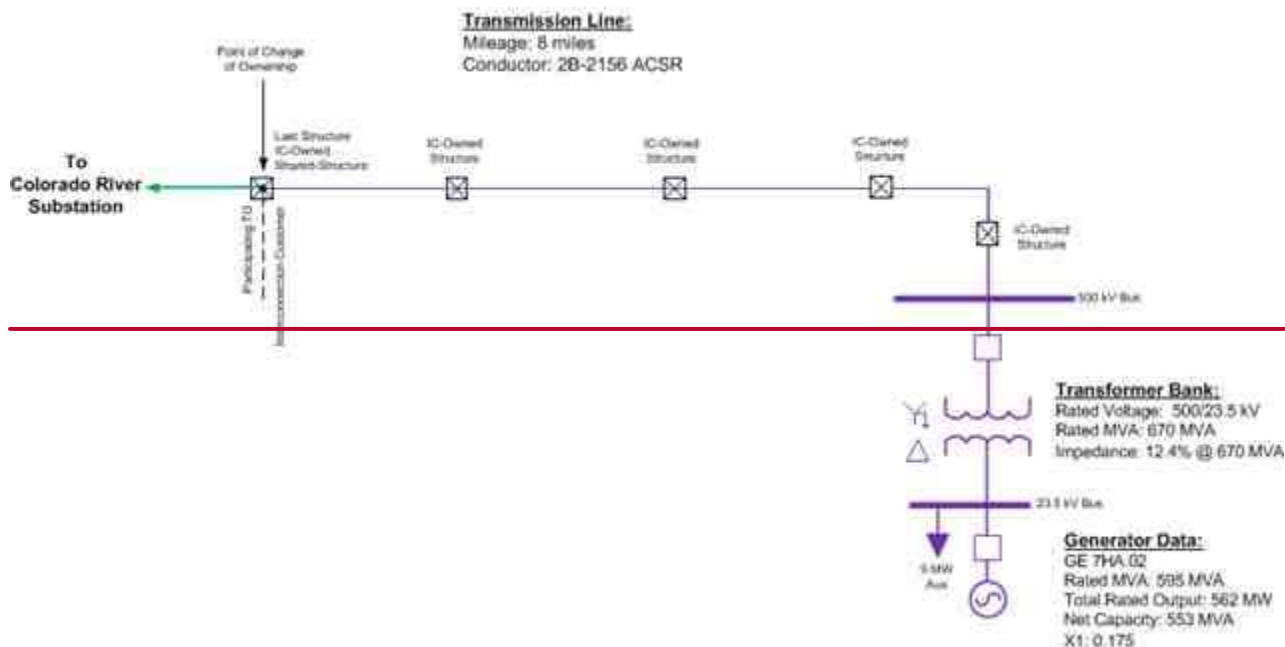 Transmission Line:
Mileage: 8 miles
Conductor: 2B-2156 ACSR
Point of Change
of Ownership
Last Structure
IC-Owned
Shared-Structure
IC-Owned
Structure
IC-Owned
Structure
IC-Owned
Structure
To
Colorado River
Substation
Participating TO
Interconnection Customer
IC-Owned
Structure
500 kV Bus
Transformer Bank:
Rated Voltage: 500/23.5 kV
Rated MVA: 670 MVA
Impedance: 12.4% @ 670 MVA
23.5 kV Bus
Generator Data:
GE 7HA.02
Rated MVA: 595 MVA
Total Rated Output: 562 MW
Net Capacity: 553 MVA
X1: 0.175
MW
Aux